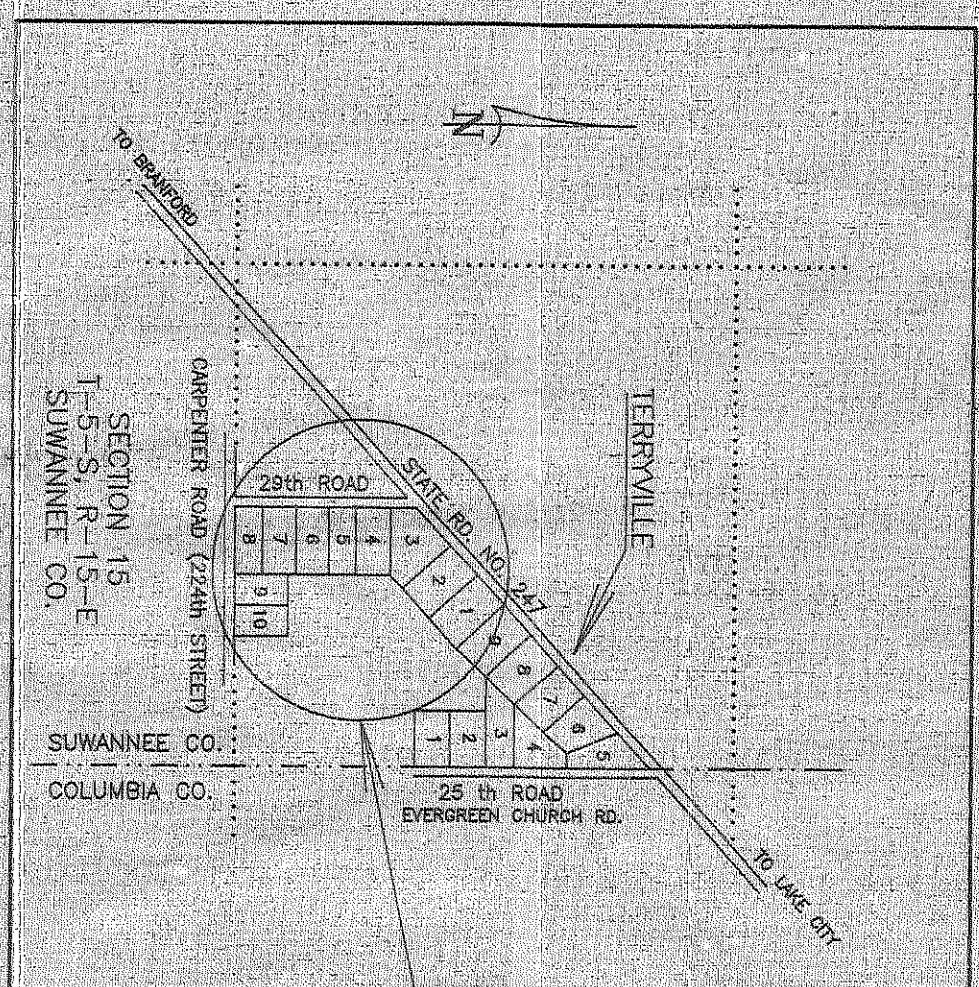 N
TO BRANFORD
TERRYVILLE
STATE RD. NO. 247
29th ROAD
3
4
5
6
7
8
9
10
2
1
9
8
7
6
5
4
3
2
1
CARPENTER ROAD (224th STREET)
SECTION 15
T-5-S, R-15-E
SUWANNEE CO.
SUWANNEE CO.
COLUMBIA CO.
25 th ROAD
EVERGREEN CHURCH RD.
TO LAKE CITY